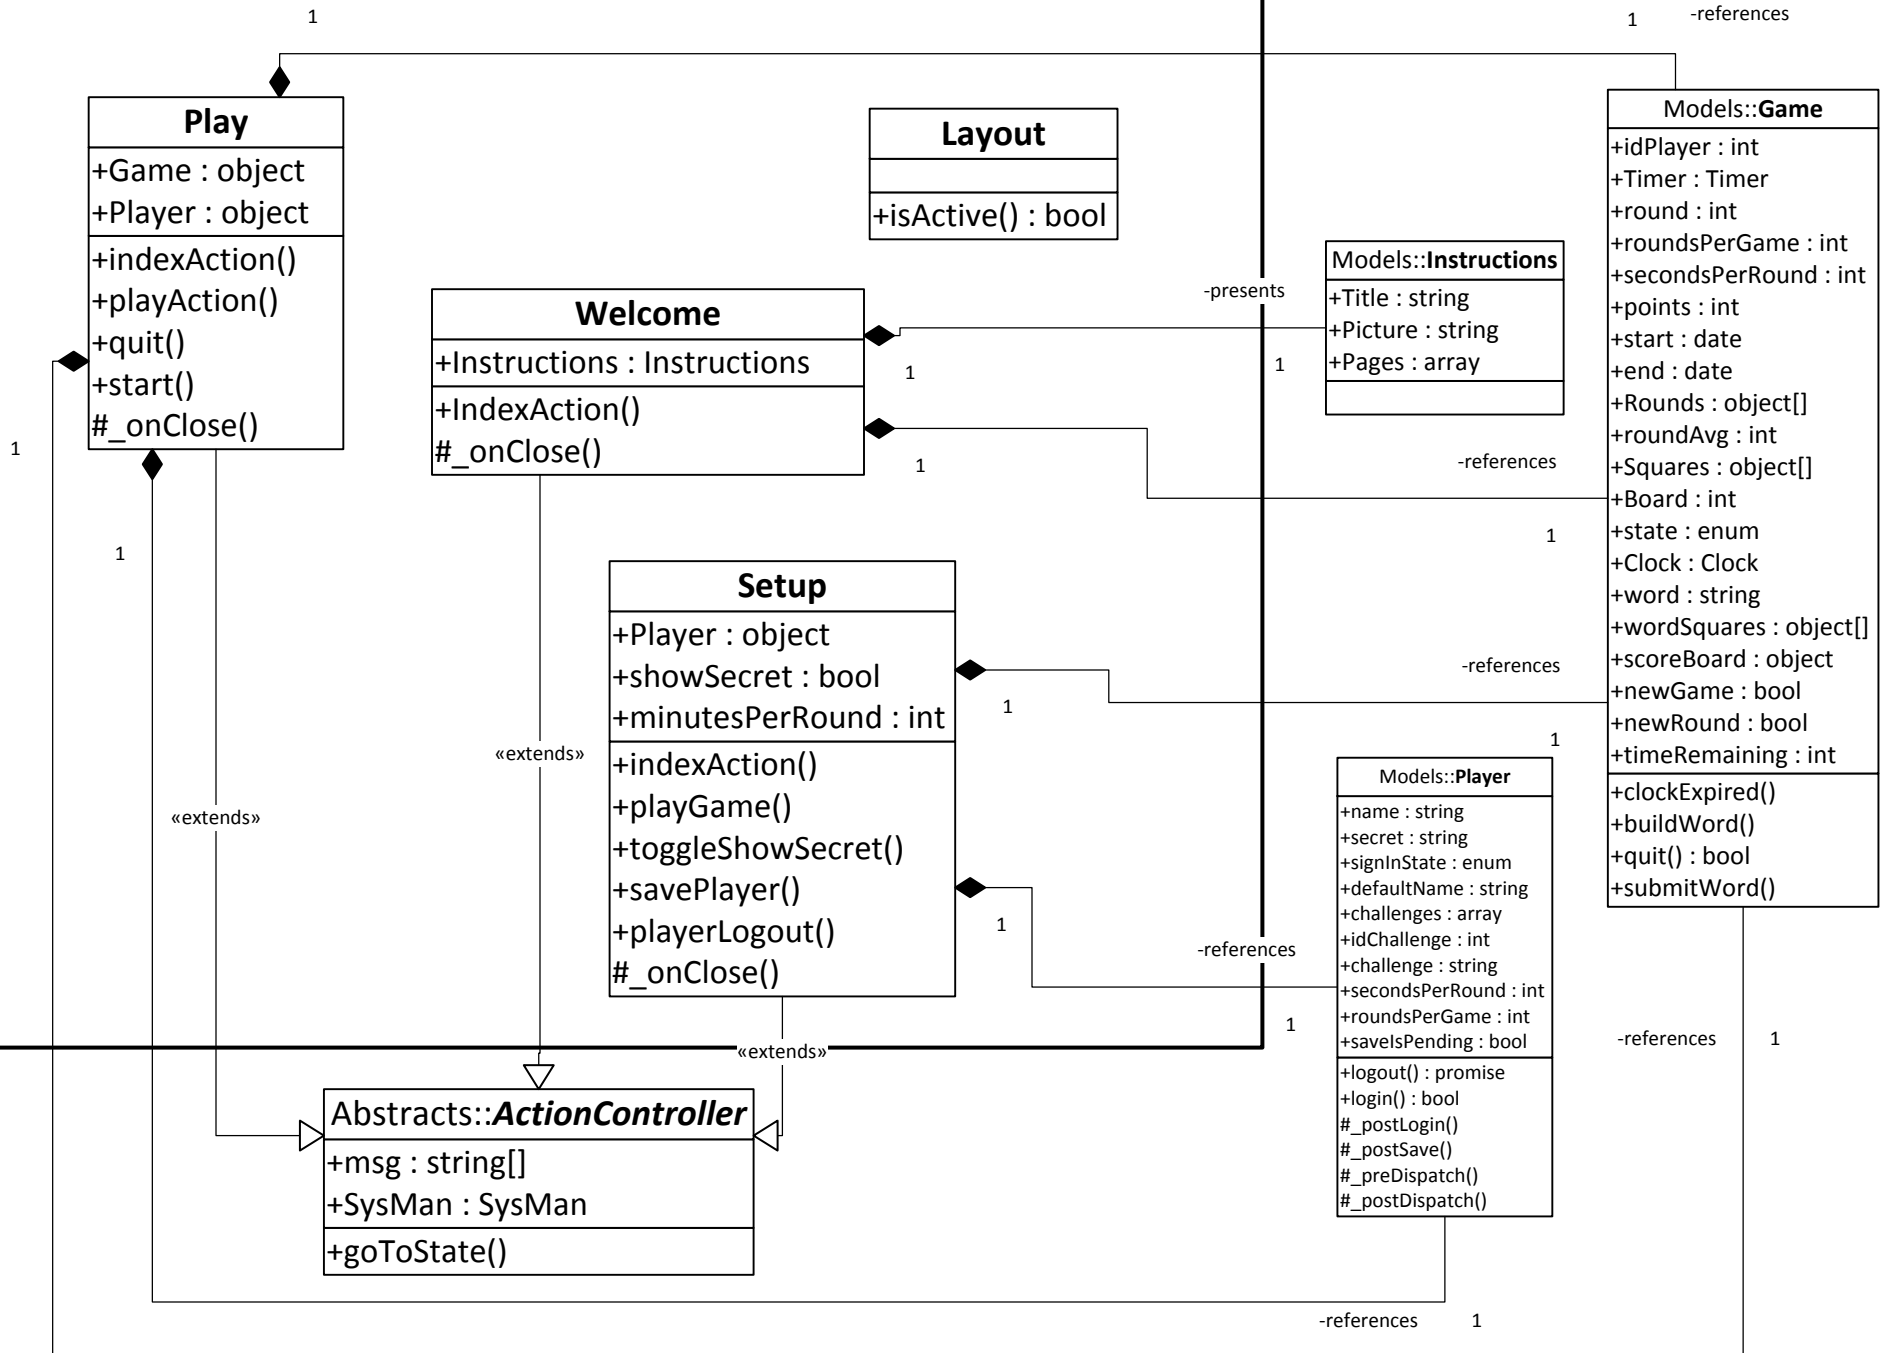 1
1
-references
Play
+Game : object
+Player : object
+indexAction()
+playAction()
+quit()
+start()
#_onClose()
1
1
Layout
+isActive() : bool
Welcome
+Instructions : Instructions
+IndexAction()
#_onClose()
1
1
-presents
1
Models::Instructions
+Title : string
+Picture : string
+Pages : array
-references
1
Models::Game
+idPlayer : int
+Timer : Timer
+round : int
+roundsPerGame : int
+secondsPerRound : int
+points : int
+start : date
+end : date
+Rounds : object[]
+roundAvg : int
+Squares : object[]
+Board : int
+state : enum
+Clock : Clock
+word : string
+wordSquares : object[]
+scoreBoard : object
+newGame : bool
+newRound : bool
+timeRemaining : int
+clockExpired()
+buildWord()
+quit() : bool
+submitWord()
Setup
+Player : object
+showSecret : bool
+minutesPerRound : int
+indexAction()
+playGame()
+toggleShowSecret()
+savePlayer()
+playerLogout()
#_onClose()
1
1
-references
1
-references
1
«extends»
«extends»
«extends»
Models::Player
+name : string
+secret : string
+signInState : enum
+defaultName : string
+challenges : array
+idChallenge : int
+challenge : string
+secondsPerRound : int
+roundsPerGame : int
+saveIsPending : bool
+logout() : promise
+login() : bool
#_postLogin()
#_postSave()
#_preDispatch()
#_postDispatch()
-references
1
Abstracts::ActionController
+msg : string[]
+SysMan : SysMan
+goToState()
-references
1